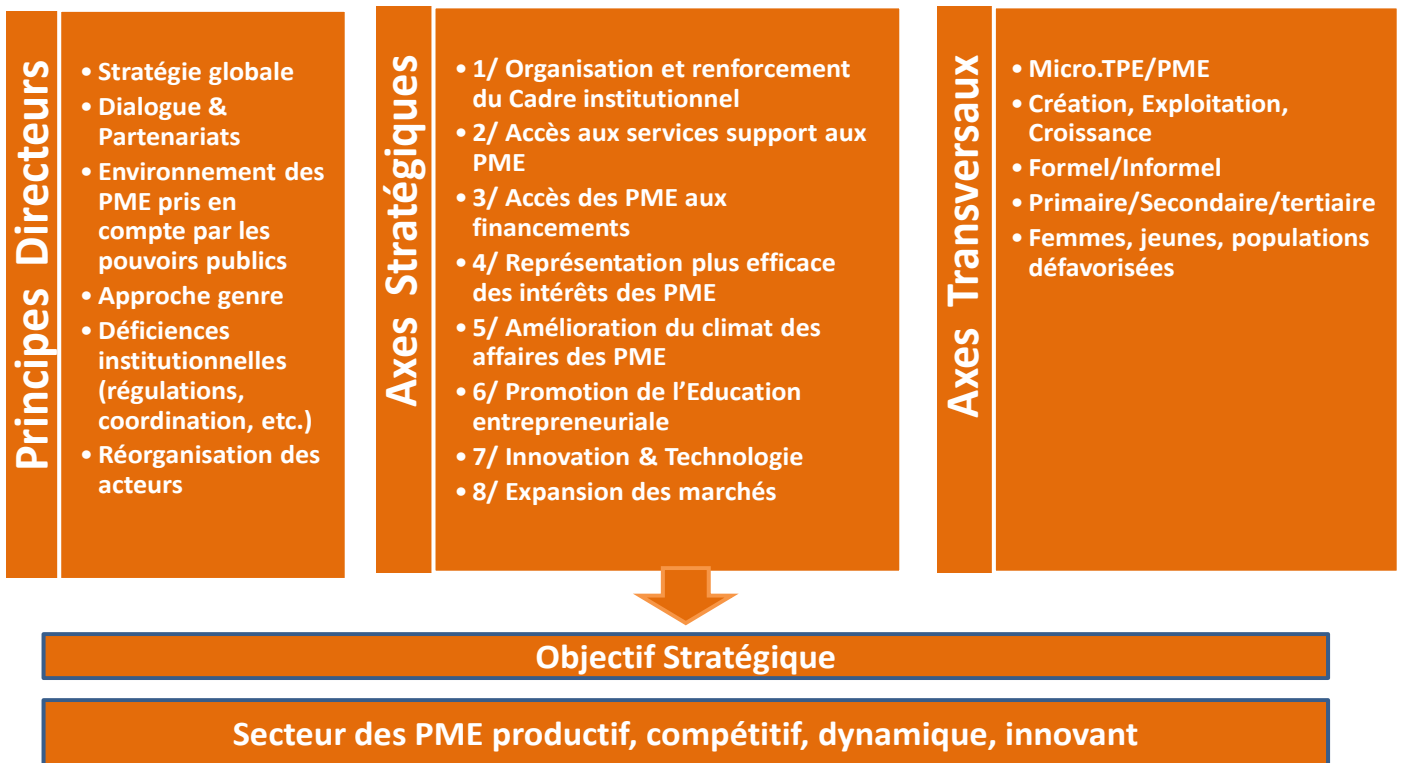 Principes Directeurs
• Stratégie globale
• Dialogue &
Partenariats
• Environnement des
PME pris en
compte par les
pouvoirs publics
• Approche genre
• Déficiences
institutionnelles
(régulations,
coordination, etc.)
• Réorganisation des
acteurs
Axes Stratégiques
• 1/ Organisation et renforcement
du Cadre institutionnel
• 2/ Accès aux services support aux
PME
• 3/ Accès des PME aux
financements
• 4/ Représentation plus efficace
des intérêts des PME
• 5/ Amélioration du climat des
affaires des PME
• 6/ Promotion de l’Education
entrepreneuriale
• 7/ Innovation & Technologie
• 8/ Expansion des marchés
Axes Transversaux
• Micro.TPE/PME
• Création, Exploitation,
Croissance
• Formel/Informel
• Primaire/Secondaire/tertiaire
• Femmes, jeunes, populations
défavorisées
Objectif Stratégique
Secteur des PME productif, compétitif, dynamique, innovant